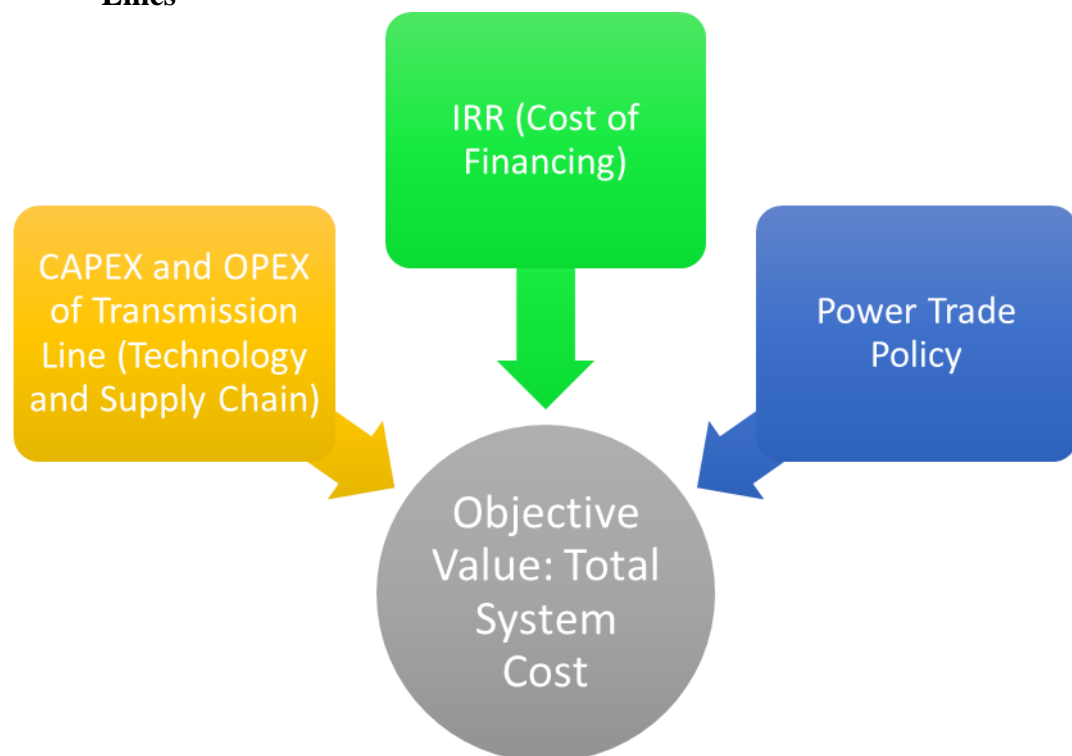 Lines
IRR (Cost of
Financing)
CAPEX and OPEX
of Transmission
Line (Technology
and Supply Chain)
Power Trade
Policy
Objective
Value: Total
System
Cost